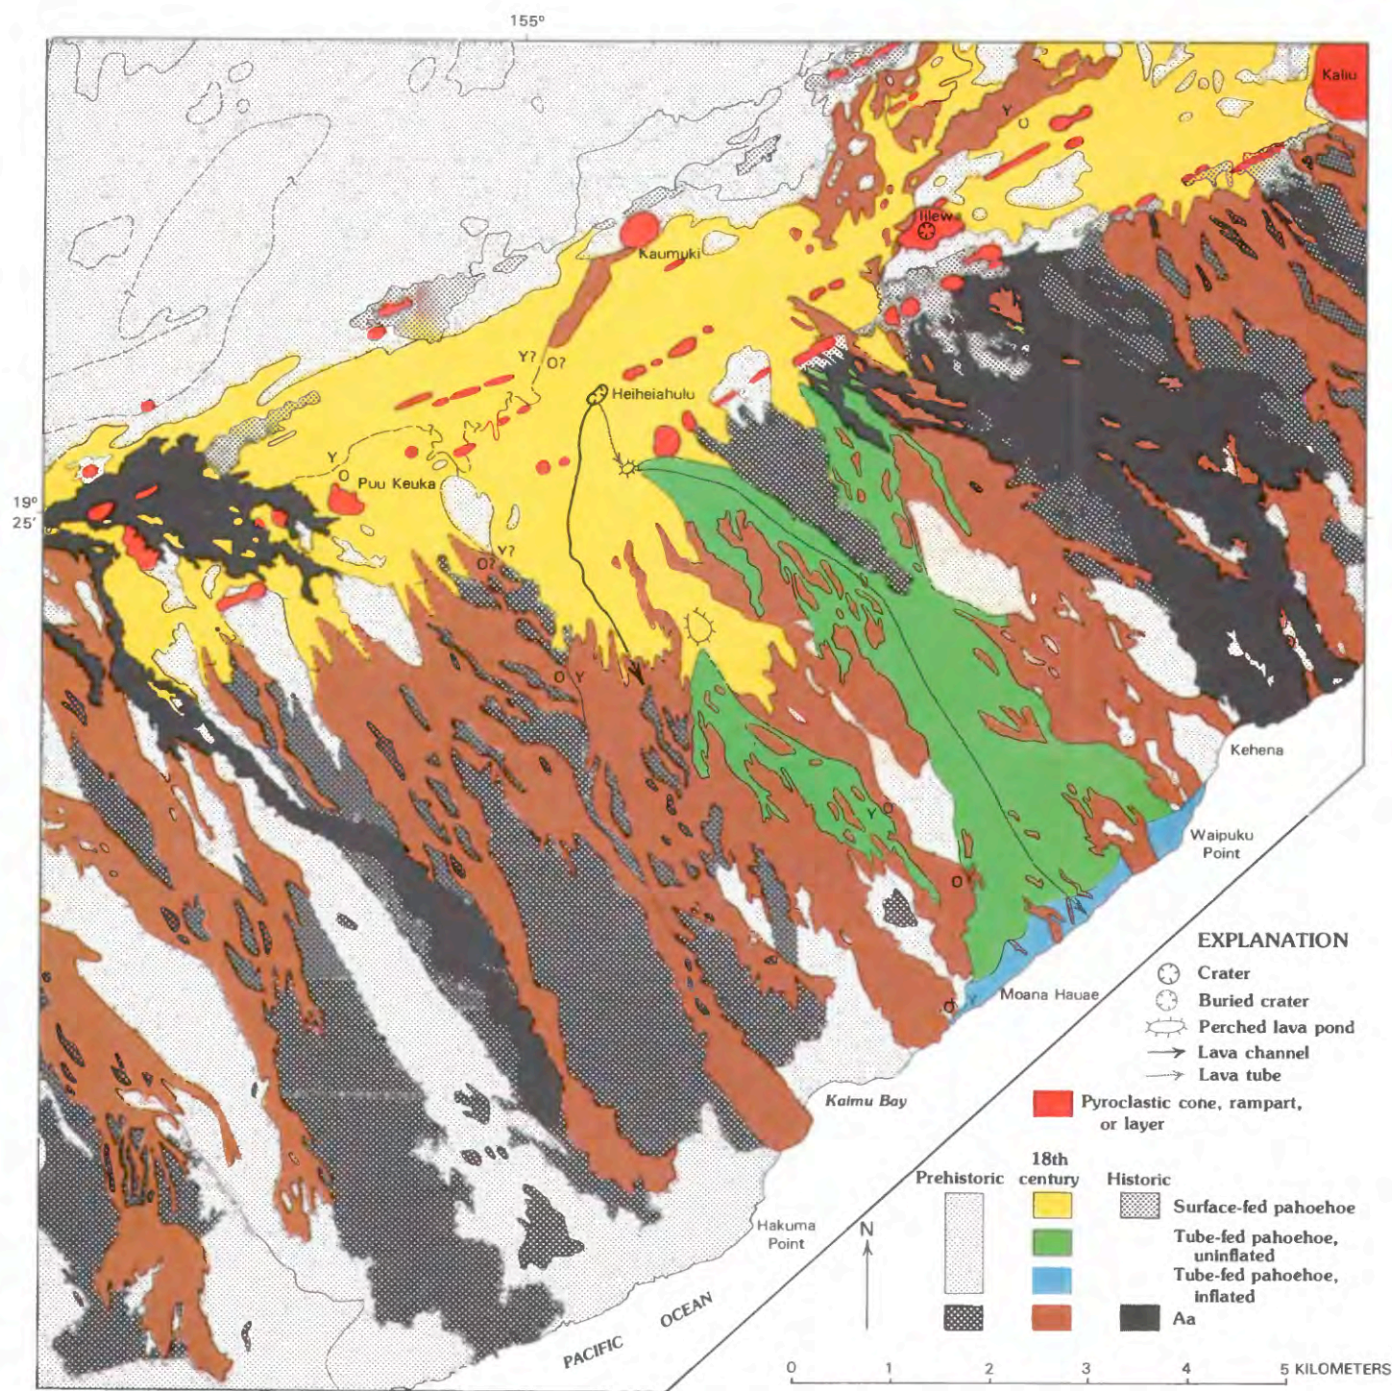 155°
Kaliu
Iilewa
Kaumuki
Y
O
Y?
O?
Heiheiahulu
?
?
?
Y
O
Puu Keuka
19°
25'
Y?
O?
O Y
Kehena
Y
O
Waipuku
Point
O Y
EXPLANATION
Crater
Moana Hauae
O Y
Buried crater
Perched lava pond
Lava channel
Lava tube
Kaimu Bay
Pyroclastic cone, rampart,
or layer
Prehistoric
18th
century
Historic
Surface-fed pahoehoe
Hakuma
Point
N
Tube-fed pahoehoe,
uninflated
Tube-fed pahoehoe,
inflated
Aa
PACIFIC OCEAN
0 1 2 3 4 5 KILOMETERS